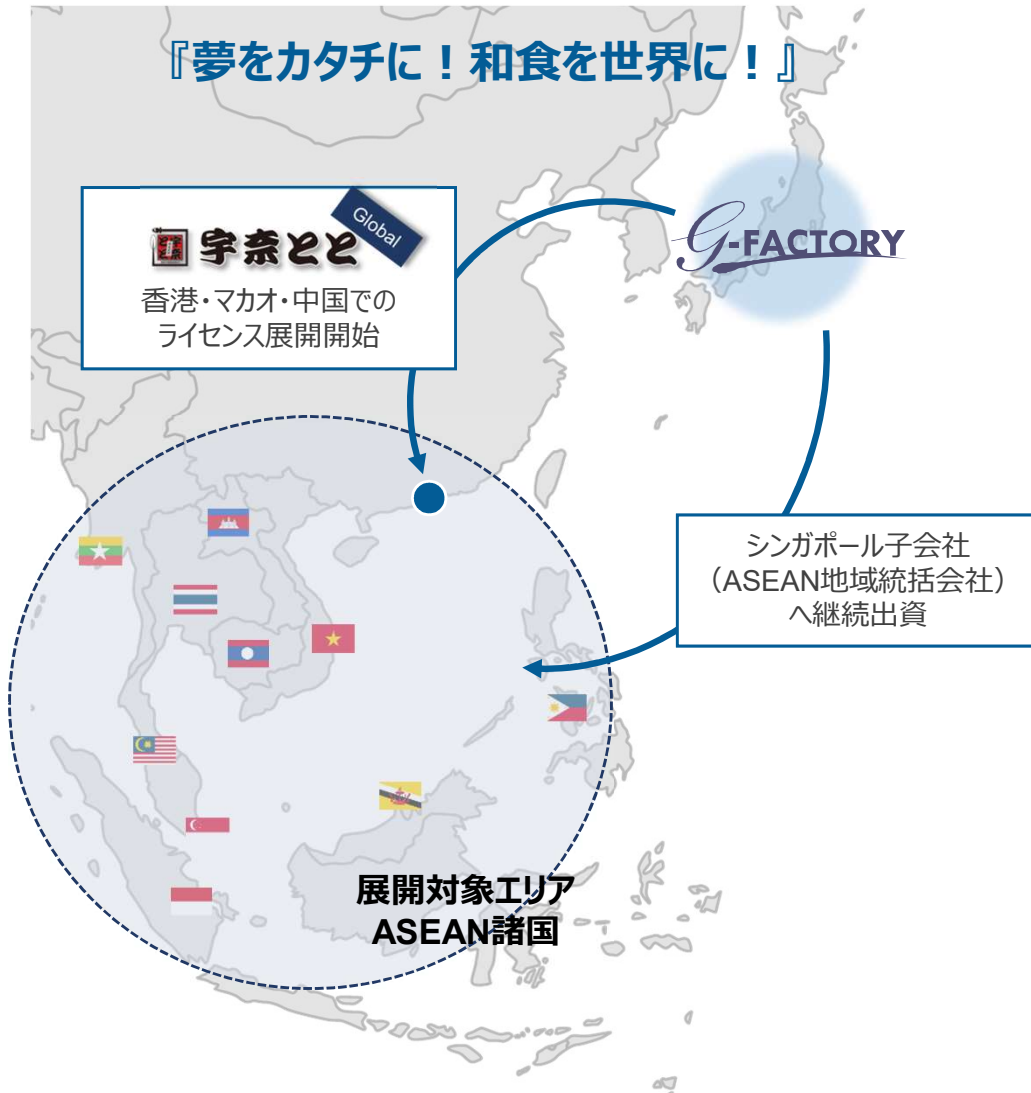 『夢をカタチに！和食を世界に！』
Global
宇奈とと
香港・マカオ・中国での
ライセンス展開開始
G-FACTORY
シンガポール子会社
（ASEAN地域統括会社）
へ継続出資
展開対象エリア
ASEAN諸国